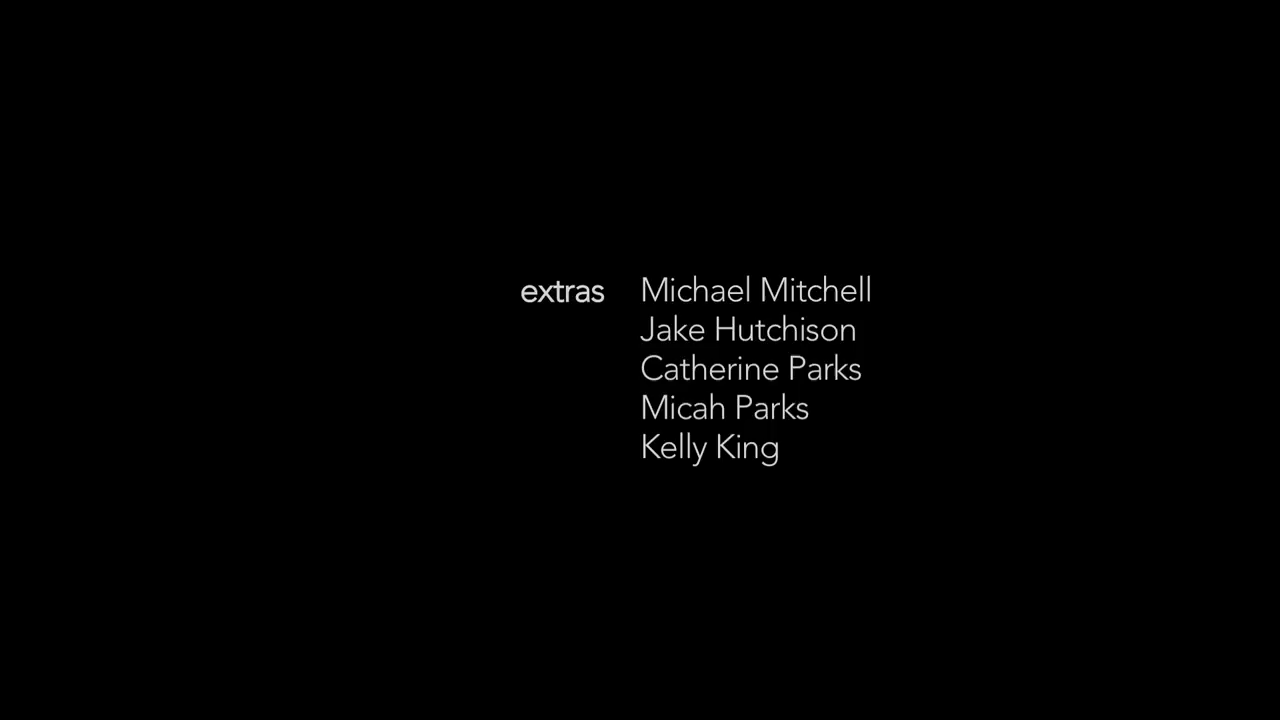 extras Michael Mitchell
Jake Hutchison
Catherine Parks
Micah Parks
Kelly King